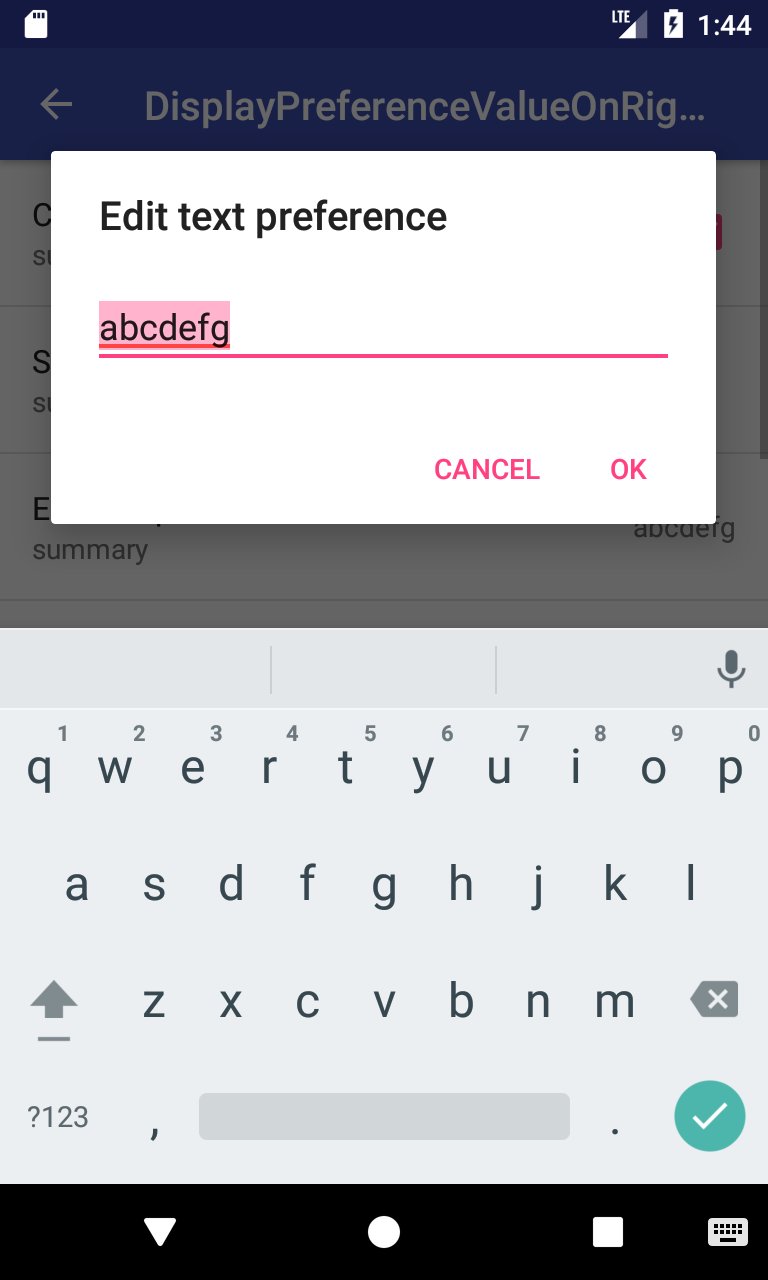 LTE 1:44
DisplayPreferenceValueOnRig…
C
su
Edit text preference
abcdefg
S
su
CANCEL OK
E
summary
abcdefg
1 2 3 4 5 6 7 8 9 0
q w e r t y u i o p
a s d f g h j k l
z x c v b n m
?123 , .